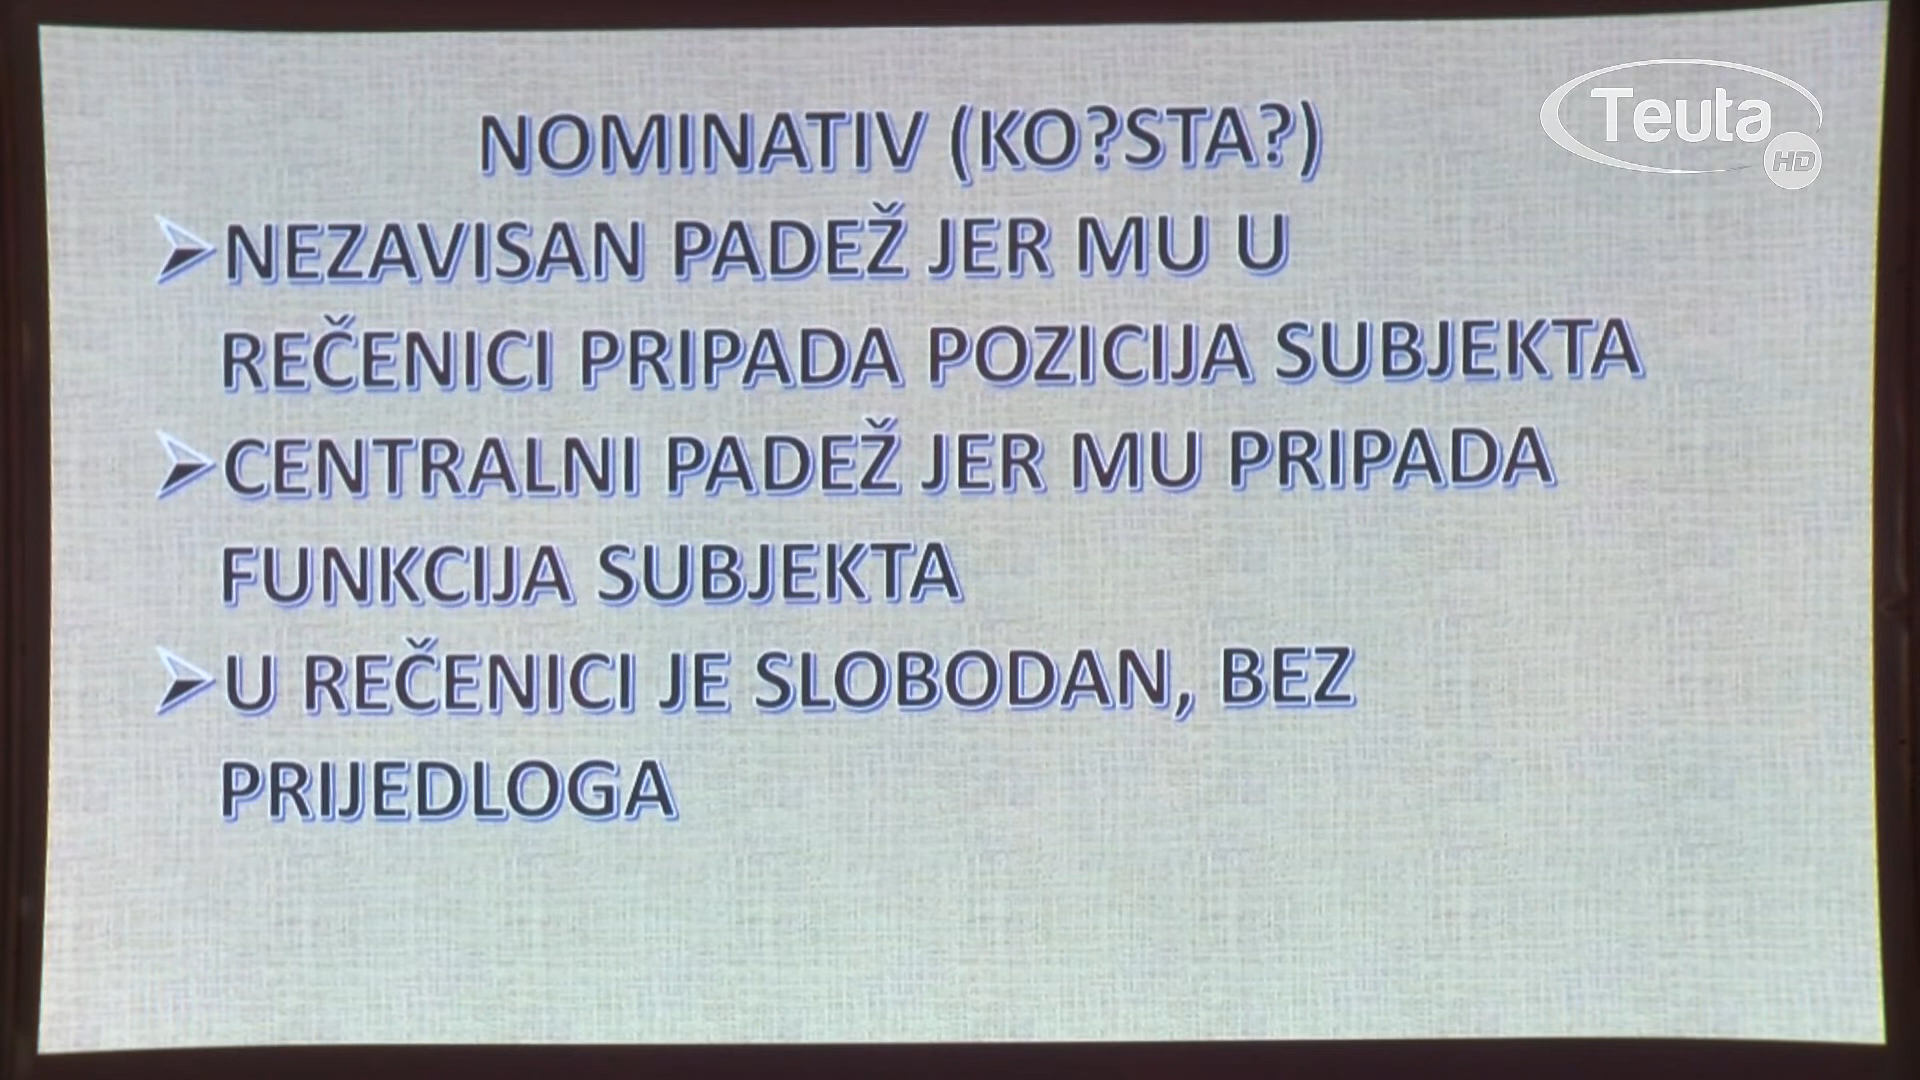 Teuta
HD
NOMINATIV (KO?STA?)
NEZAVISAN PADEŽ JER MU U
REČENICI PRIPADA POZICIJA SUBJEKTA
CENTRALNI PADEŽ JER MU PRIPADA
FUNKCIJA SUBJEKTA
U REČENICI JE SLOBODAN, BEZ
PRIJEDLOGA